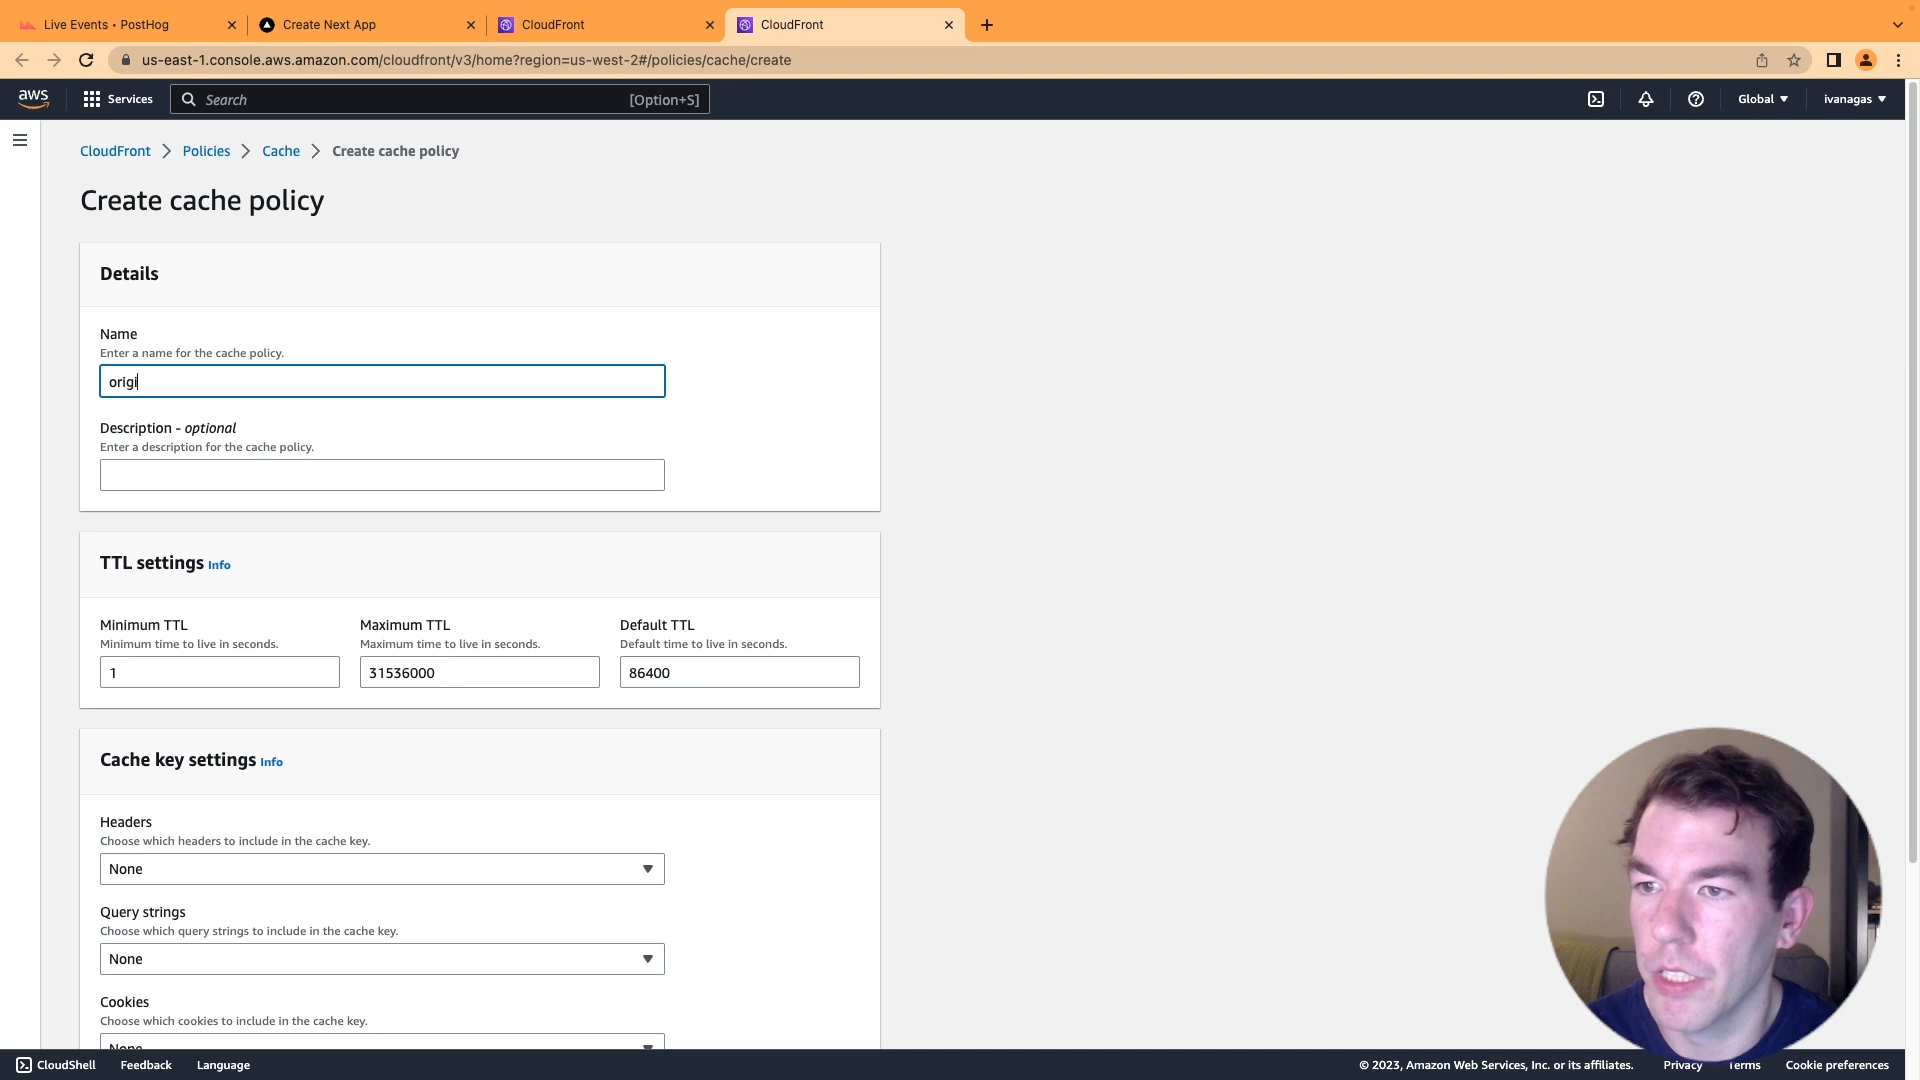 Live Events • PostHog
Create Next App
CloudFront
CloudFront
us-east-1.console.aws.amazon.com/cloudfront/v3/home?region=us-west-2#/policies/cache/create
aws
Services
Search
[Option+S]
Global
ivanagas
CloudFront
Policies
Cache
Create cache policy
Create cache policy
Details
Name
Enter a name for the cache policy.
origi
Description - optional
Enter a description for the cache policy.
TTL settings Info
Minimum TTL
Minimum time to live in seconds.
1
Maximum TTL
Maximum time to live in seconds.
31536000
Default TTL
Default time to live in seconds.
86400
Cache key settings Info
Headers
Choose which headers to include in the cache key.
None
Query strings
Choose which query strings to include in the cache key.
None
Cookies
Choose which cookies to include in the cache key.
None
CloudShell
Feedback
Language
© 2023, Amazon Web Services, Inc. or its affiliates.
Privacy
Terms
Cookie preferences